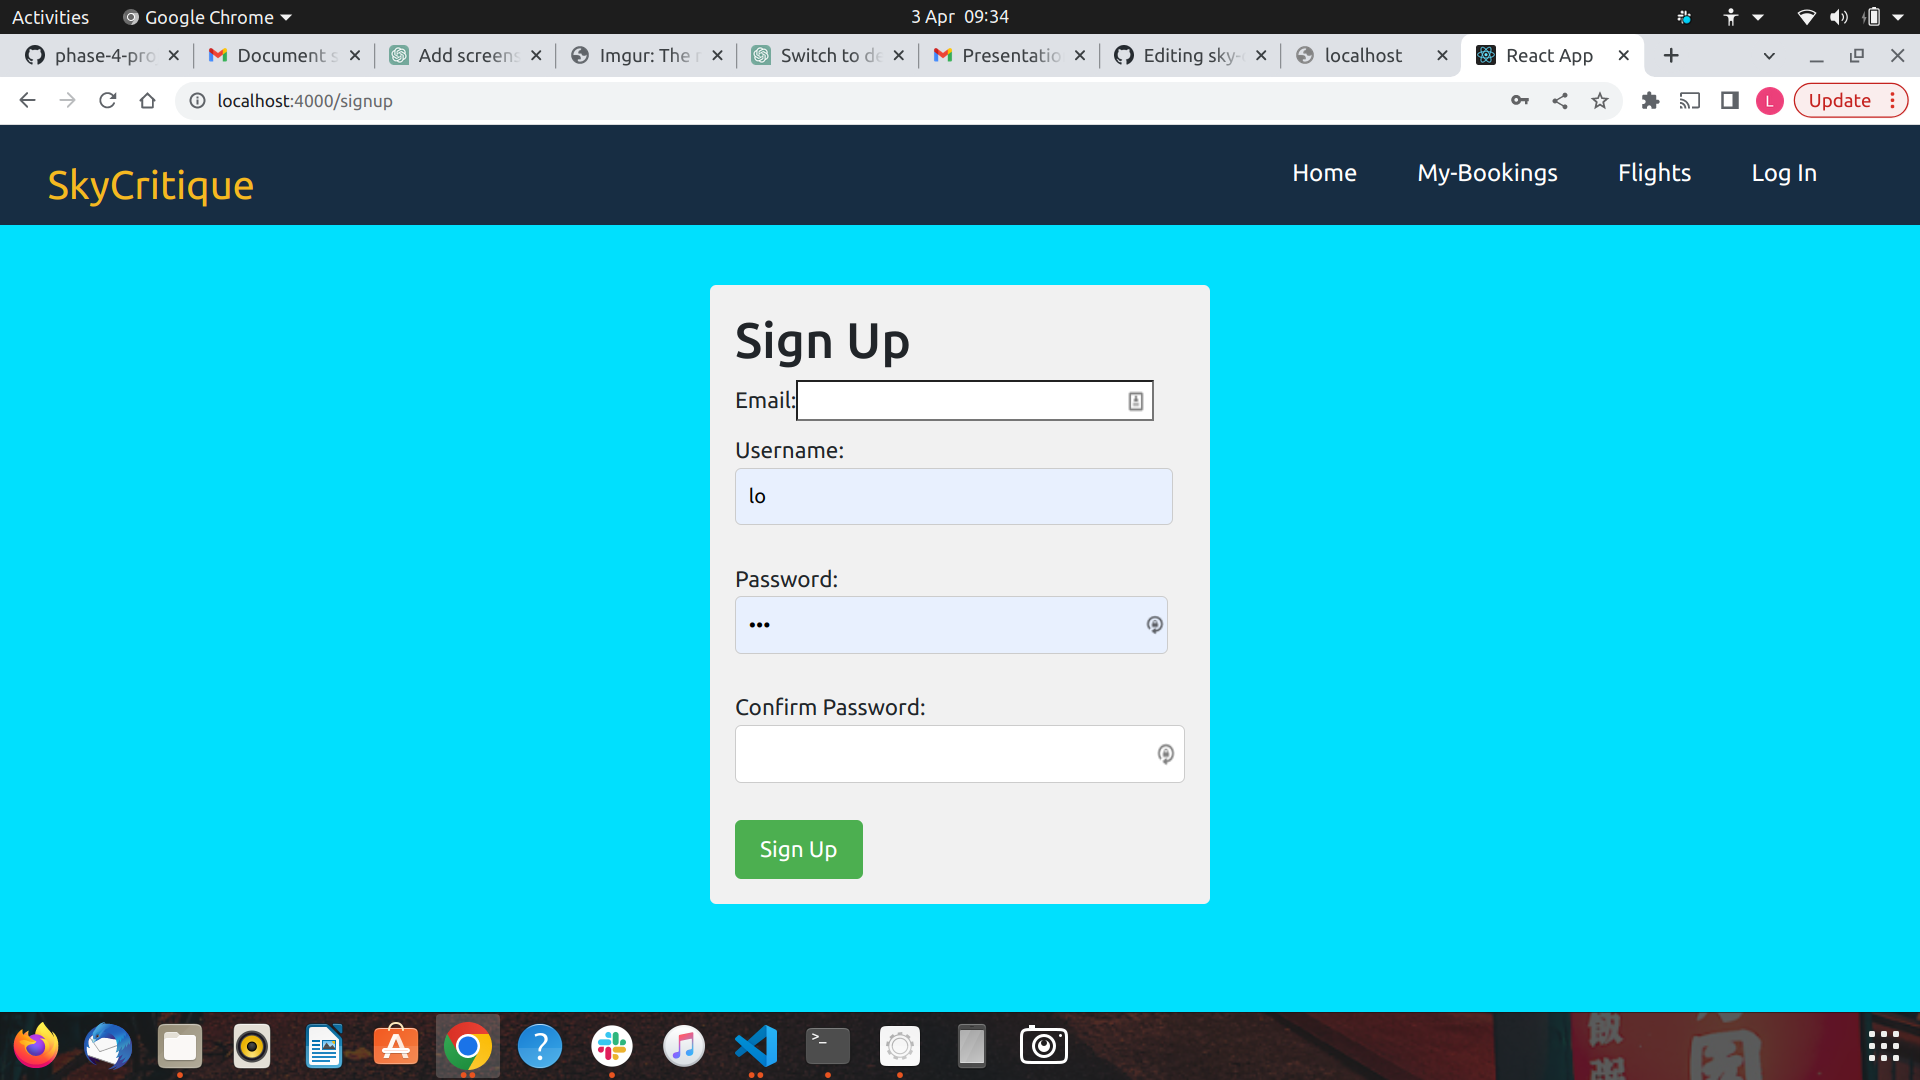 Activities Google Chrome 3 Apr 09:34
phase-4-pro Document s Add screens Imgur: The r Switch to de Presentatio Editing sky- localhost React App
localhost:4000/signup L Update
SkyCritique Home My-Bookings Flights Log In
Sign Up
Email:
Username:
lo
Password:
•••
Confirm Password:
Sign Up